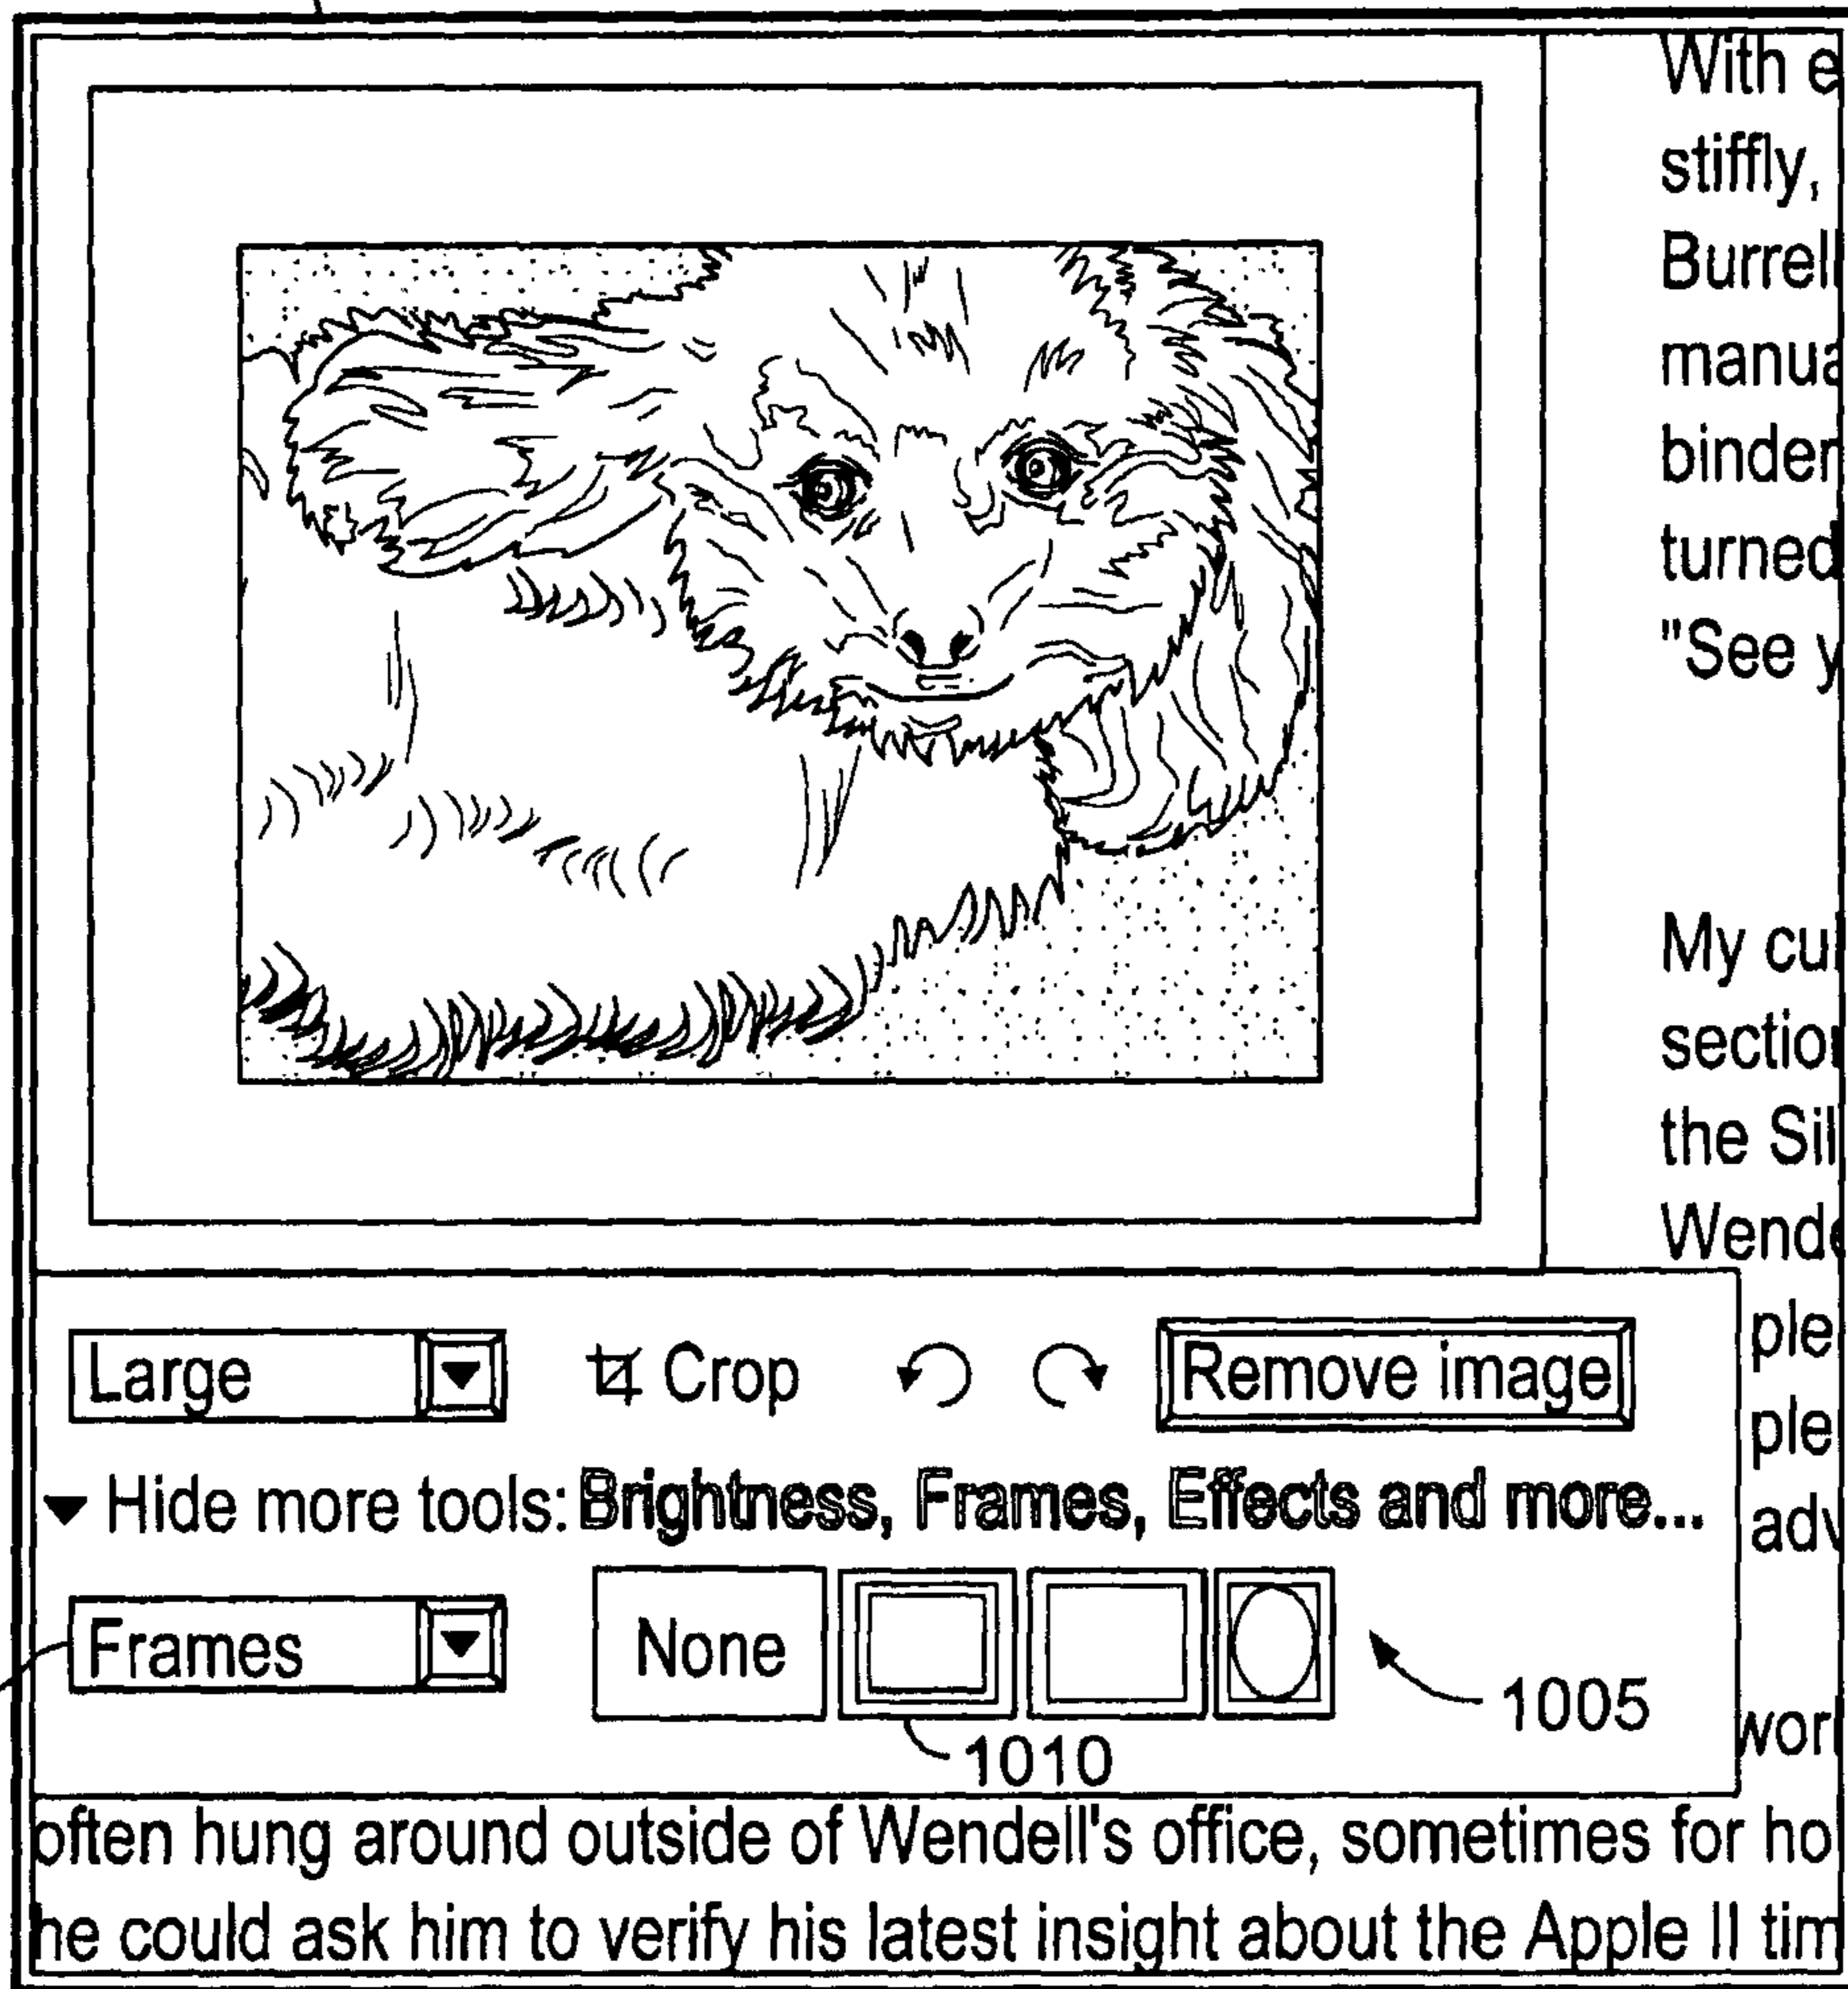 With e
stiffly,
Burrell
manua
binder
turned
"See y
My cu
section
the Sil
Wende
Large Crop Remove image ple
ple
Hide more tools: Brightness, Frames, Effects and more... adv
Frames None 1005
1010 wor
often hung around outside of Wendell's office, sometimes for ho
he could ask him to verify his latest insight about the Apple II tim